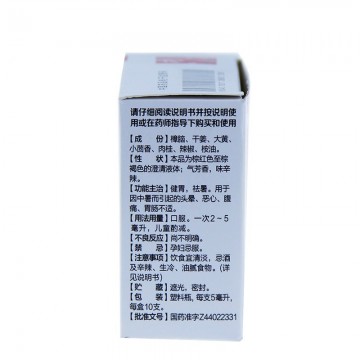 请仔细阅读说明书并按说明使
用或在药师指导下购买和使用
【成　份】樟脑、干姜、大黄、
小茴香、肉桂、辣椒、桉油。
【性　状】本品为棕红色至棕
褐色的澄清液体；气芳香，味辛
辣。
【功能主治】健胃，祛暑。用于
因中暑而引起的头晕、恶心、腹
痛、胃肠不适。
【用法用量】口服。一次2-5
毫升，儿童酌减。
【不良反应】尚不明确。
【禁　忌】孕妇忌服。
【注意事项】饮食宜清淡，忌酒
及辛辣、生冷、油腻食物。（详
见说明书）
【贮　藏】遮光，密封。
【包　装】塑料瓶，每支5毫升，
每盒10支。
【批准文号】国药准字Z44022331